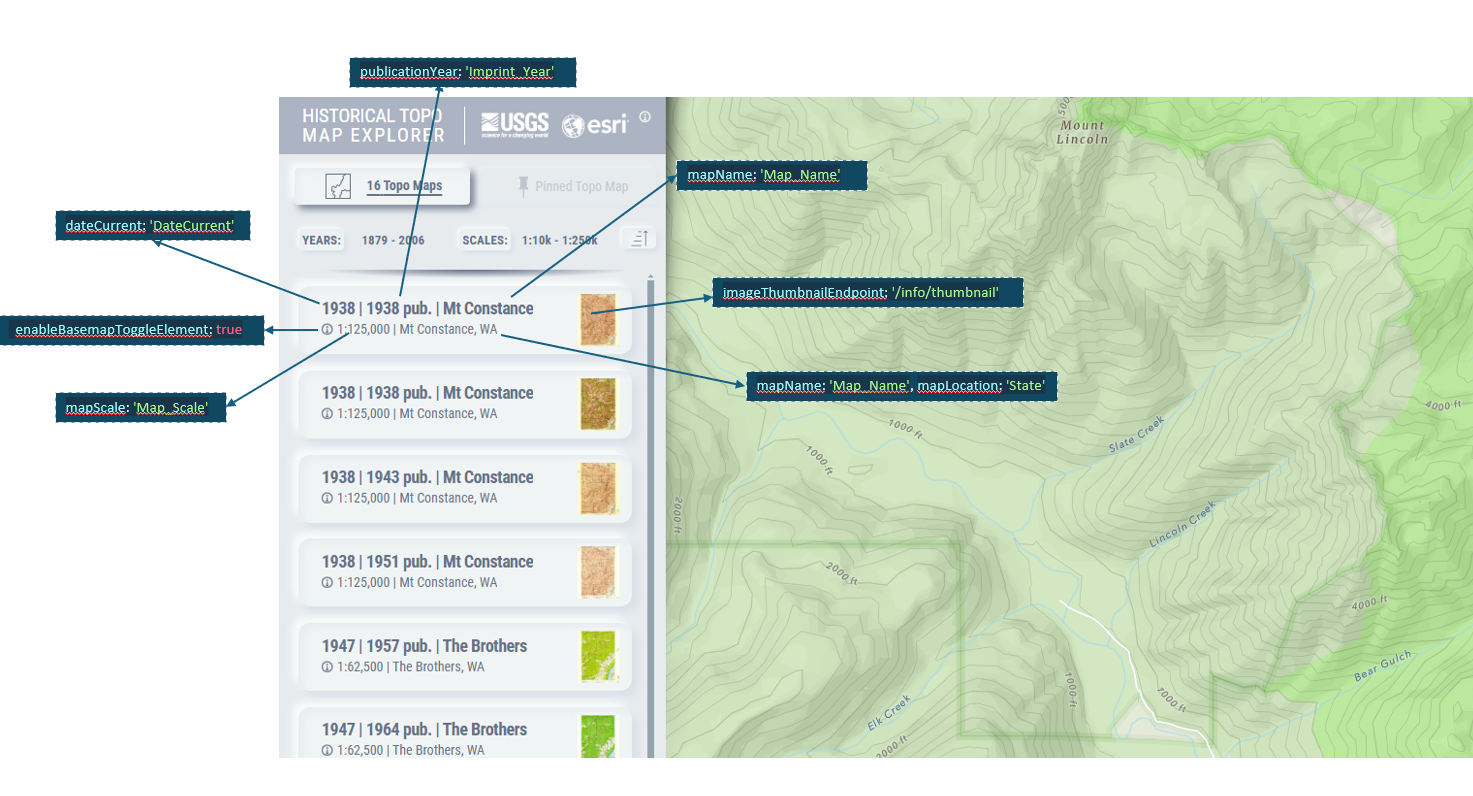 publicationYear: 'Imprint_Year'
HISTORICAL TOPO
MAP EXPLORER
USGS
science for a changing world
esri
Mount
Lincoln
5000
mapName: 'Map_Name'
16 Topo Maps
Pinned Topo Map
dateCurrent: 'DateCurrent'
YEARS: 1879 - 2006 SCALES: 1:10k - 1:250k
imageThumbnailEndpoint: '/info/thumbnail'
1938 | 1938 pub. | Mt Constance
1:125,000 | Mt Constance, WA
enableBasemapToggleElement: true
mapName: 'Map_Name', mapLocation: 'State'
mapScale: 'Map_Scale'
1938 | 1938 pub. | Mt Constance
1:125,000 | Mt Constance, WA
4000 ft
1000 ft
Slate Creek
1000 ft
1938 | 1943 pub. | Mt Constance
1:125,000 | Mt Constance, WA
2000 ft
Lincoln Creek
1938 | 1951 pub. | Mt Constance
1:125,000 | Mt Constance, WA
2000 ft
4000 ft
1947 | 1957 pub. | The Brothers
1:62,500 | The Brothers, WA
Bear Gulch
1000 ft
1000 ft
Elk Creek
1947 | 1964 pub. | The Brothers
1:62,500 | The Brothers, WA
2000 ft